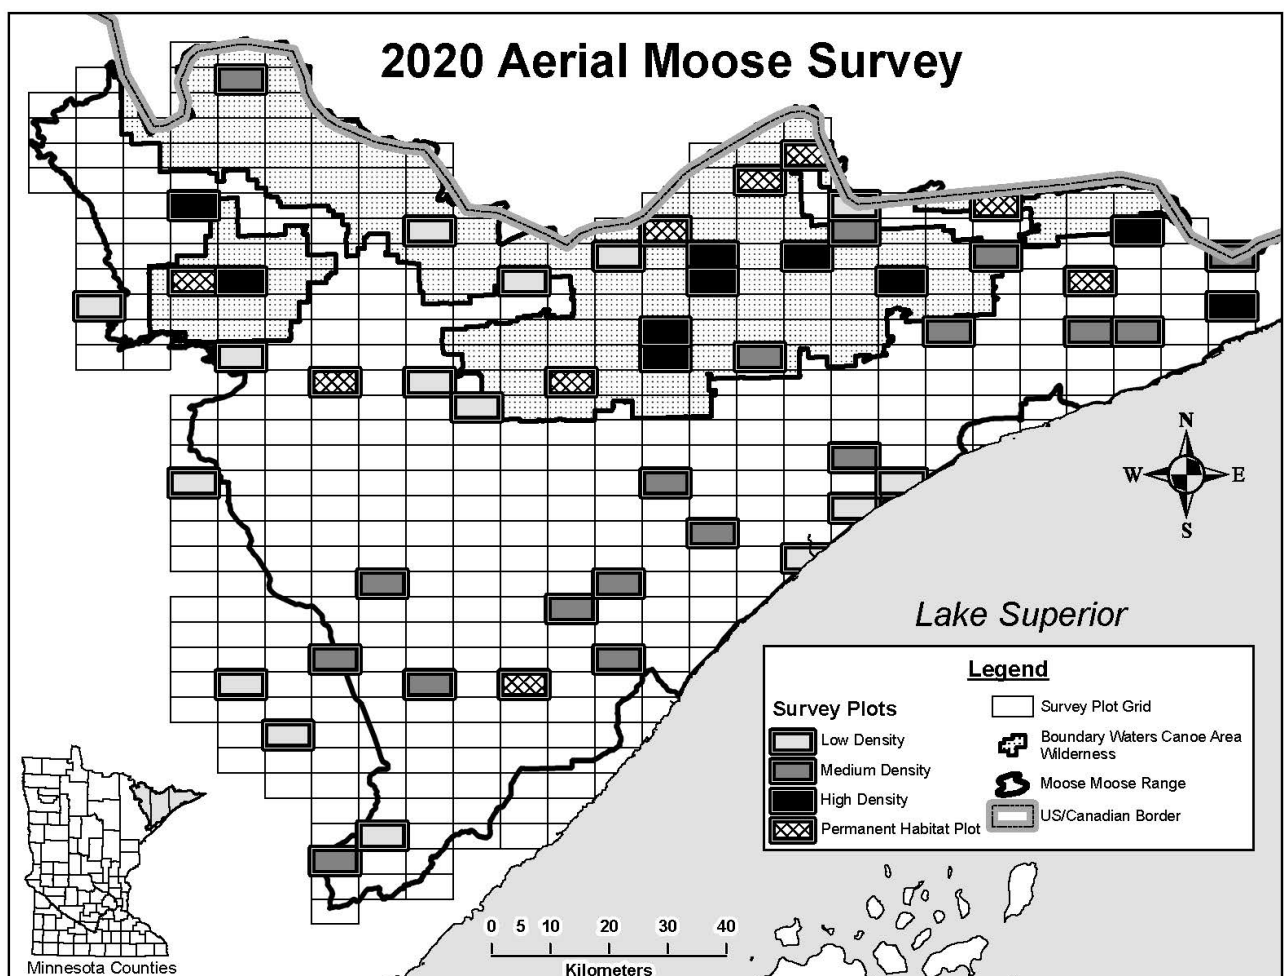 2020 Aerial Moose Survey
N
W
E
S
Lake Superior
Legend
Survey Plots
Low Density
Medium Density
High Density
Permanent Habitat Plot
Survey Plot Grid
Boundary Waters Canoe Area
Wilderness
Moose Moose Range
US/Canadian Border
0 5 10 20 30 40
Kilometers
Minnesota Counties